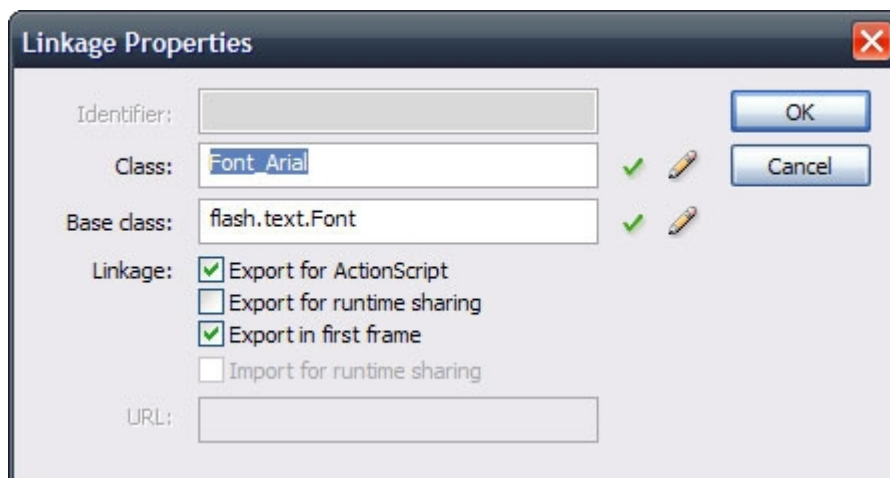 Linkage Properties
Identifier:
OK
Class: Font_Arial
Cancel
Base class: flash.text.Font
Linkage: Export for ActionScript
Export for runtime sharing
Export in first frame
Import for runtime sharing
URL: